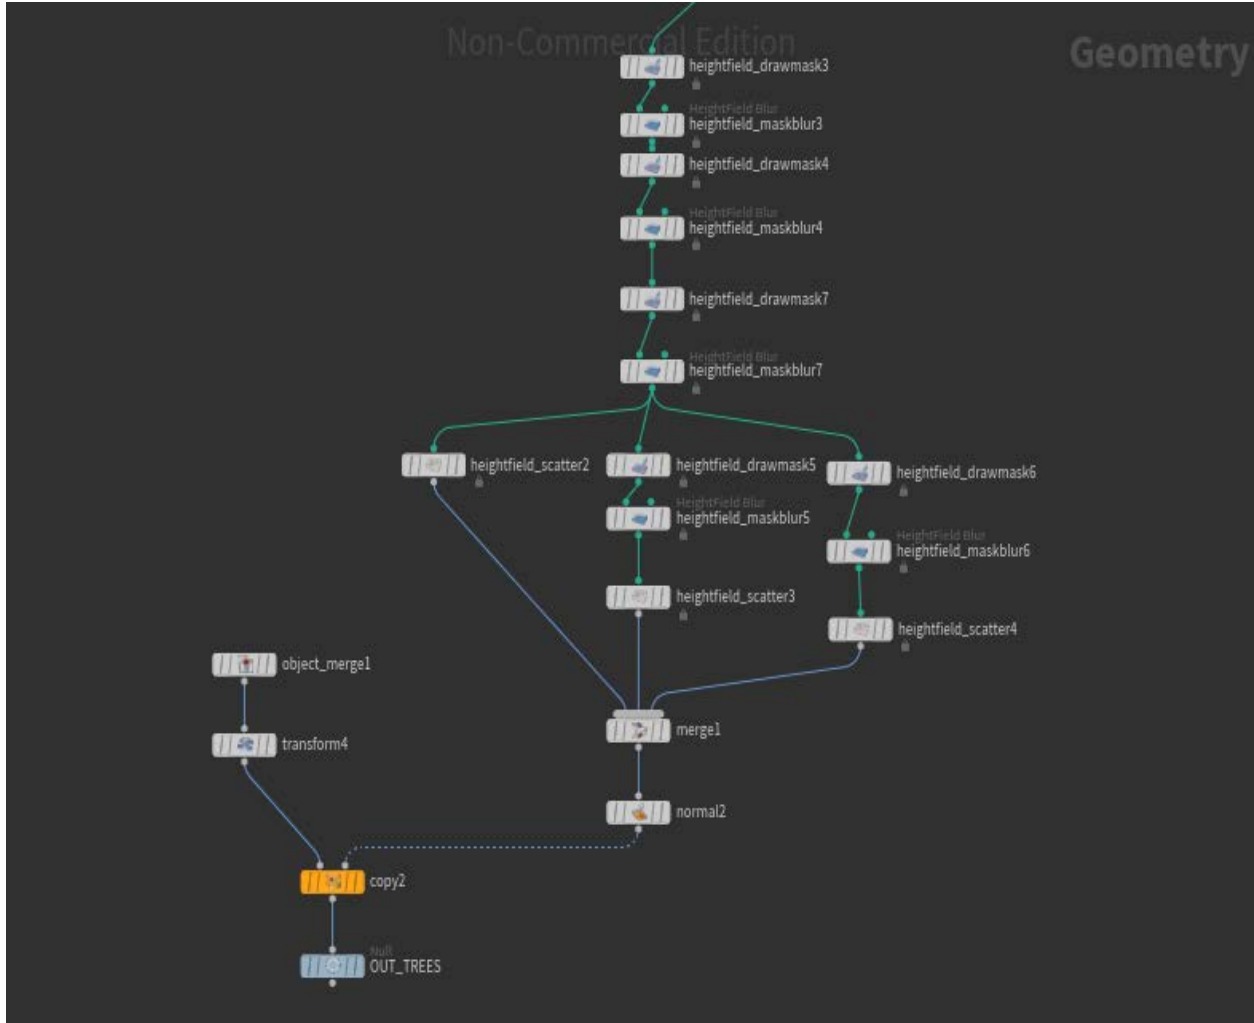 Non-Commercial Edition
Geometry
heightfield_drawmask3
HeightField Blur
heightfield_maskblur3
heightfield_drawmask4
HeightField Blur
heightfield_maskblur4
heightfield_drawmask7
HeightField Blur
heightfield_maskblur7
heightfield_scatter2
heightfield_drawmask5
heightfield_drawmask6
HeightField Blur
heightfield_maskblur5
HeightField Blur
heightfield_maskblur6
heightfield_scatter3
heightfield_scatter4
object_merge1
merge1
transform4
normal2
copy2
Null
OUT_TREES